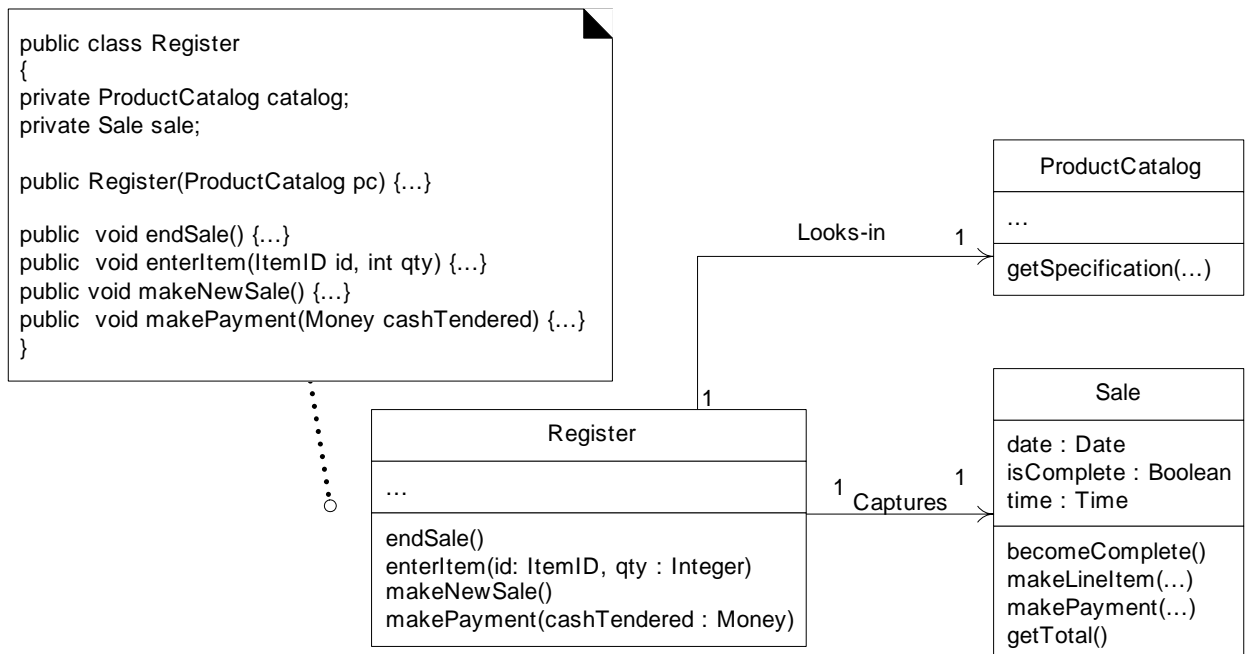 public class Register
{
private ProductCatalog catalog;
private Sale sale;
public Register(ProductCatalog pc) {...}
public  void endSale() {...}
public  void enterItem(ItemID id, int qty) {...}
public void makeNewSale() {...}
public  void makePayment(Money cashTendered) {...}
}
ProductCatalog
...
getSpecification(...)
Looks-in
1
1
Register
...
endSale()
enterItem(id: ItemID, qty : Integer)
makeNewSale()
makePayment(cashTendered : Money)
1
Captures
1
Sale
date : Date
isComplete : Boolean
time : Time
becomeComplete()
makeLineItem(...)
makePayment(...)
getTotal()